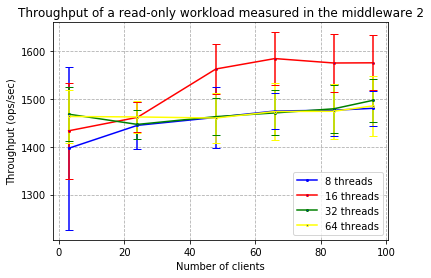 Throughput of a read-only workload measured in the middleware 2
Throughput (ops/sec)
1600
1500
1400
1300
0
20
40
60
80
100
Number of clients
8 threads
16 threads
32 threads
64 threads